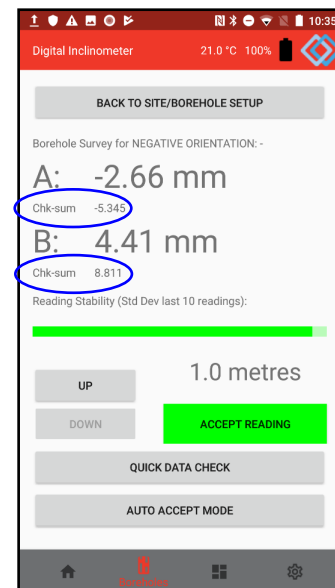 10:35
Digital Inclinometer 21.0 °C 100%
BACK TO SITE/BOREHOLE SETUP
Borehole Survey for NEGATIVE ORIENTATION: -
A: -2.66 mm
Chk-sum -5.345
B: 4.41 mm
Chk-sum 8.811
Reading Stability (Std Dev last 10 readings):
UP 1.0 metres
DOWN ACCEPT READING
QUICK DATA CHECK
AUTO ACCEPT MODE
Boreholes